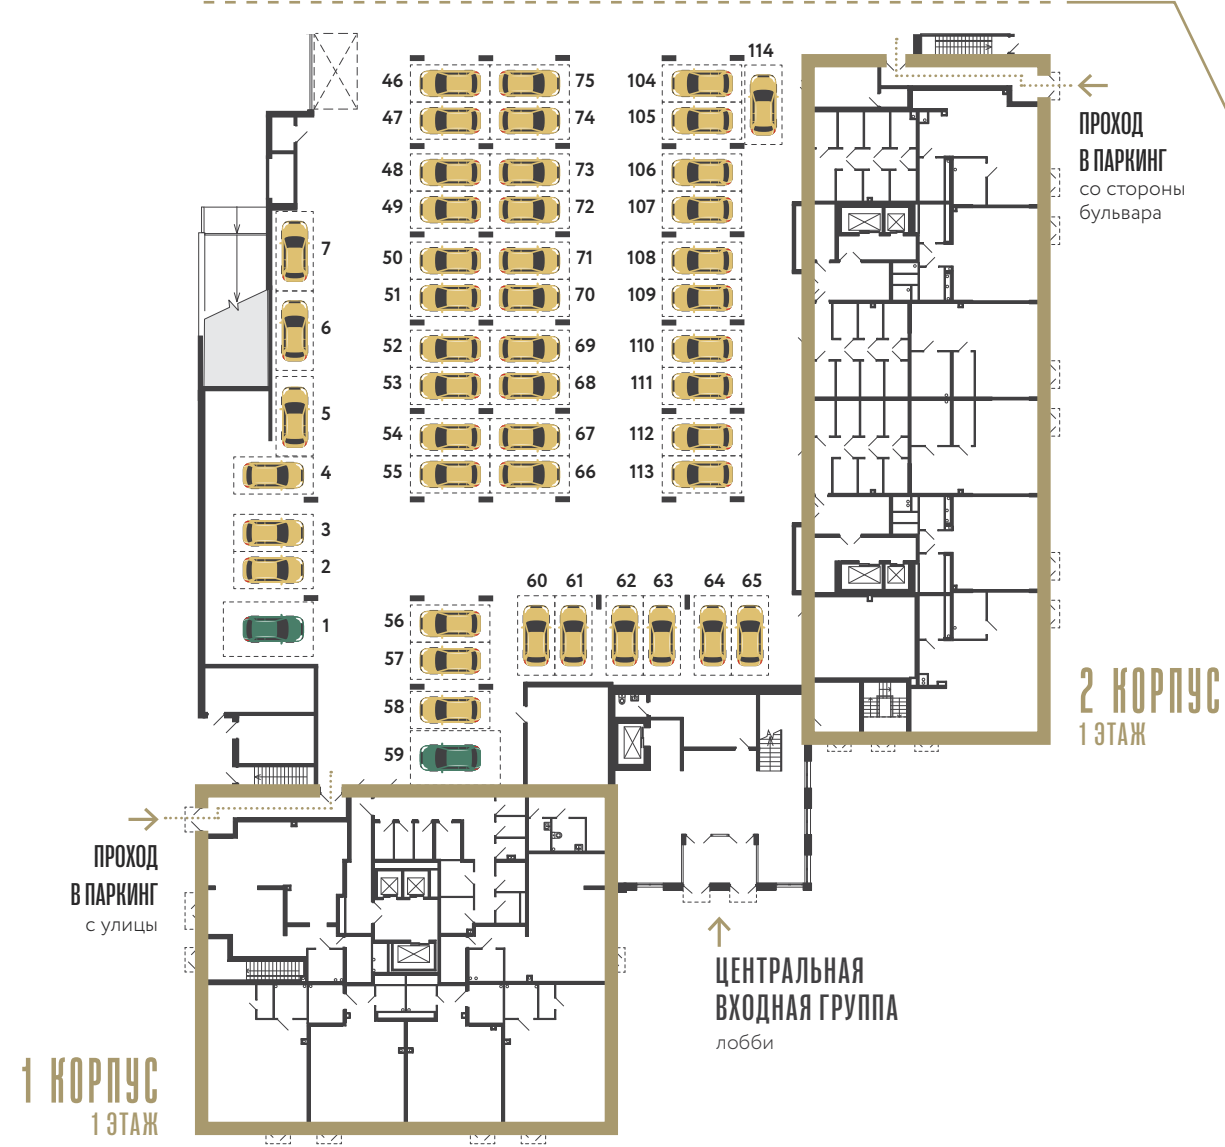 114
46 75 104
47 74 105
48 73 106
49 72 107
50 71 108
51 70 109
52 69 110
53 68 111
54 67 112
55 66 113
7
6
5
4
3
2
1
60 61 62 63 64 65
56
57
58
59
ПРОХОД
В ПАРКИНГ
со стороны
бульвара
2 КОРПУС
1 ЭТАЖ
ПРОХОД
В ПАРКИНГ
с улицы
ЦЕНТРАЛЬНАЯ
ВХОДНАЯ ГРУППА
лобби
1 КОРПУС
1 ЭТАЖ